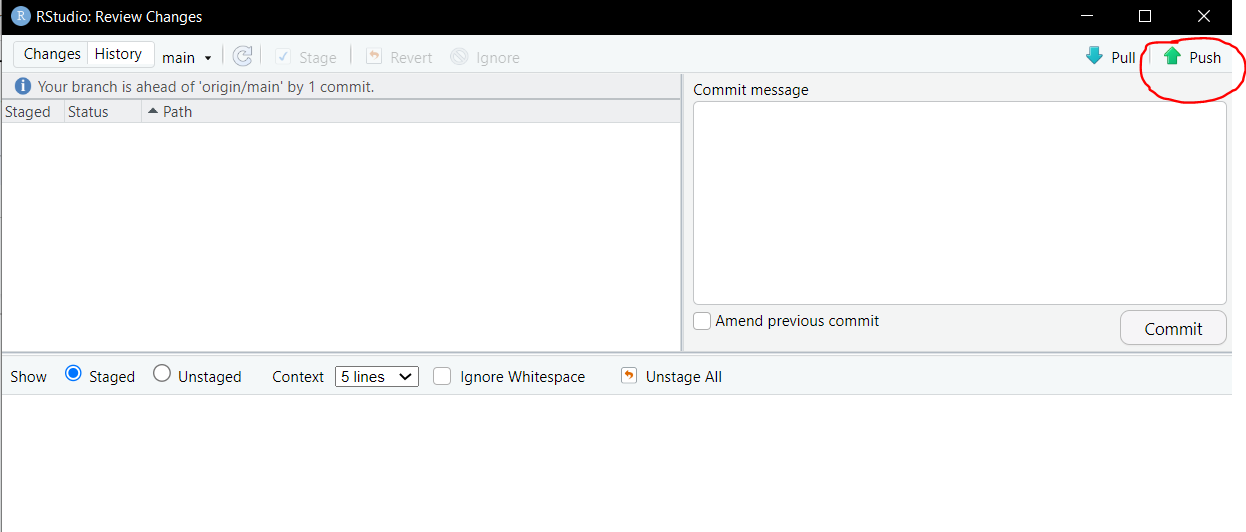 R RStudio: Review Changes
Changes History main Stage Revert Ignore Pull Push
Your branch is ahead of 'origin/main' by 1 commit.
Staged Status Path
Commit message
Amend previous commit
Commit
Show Staged Unstaged Context 5 lines Ignore Whitespace Unstage All